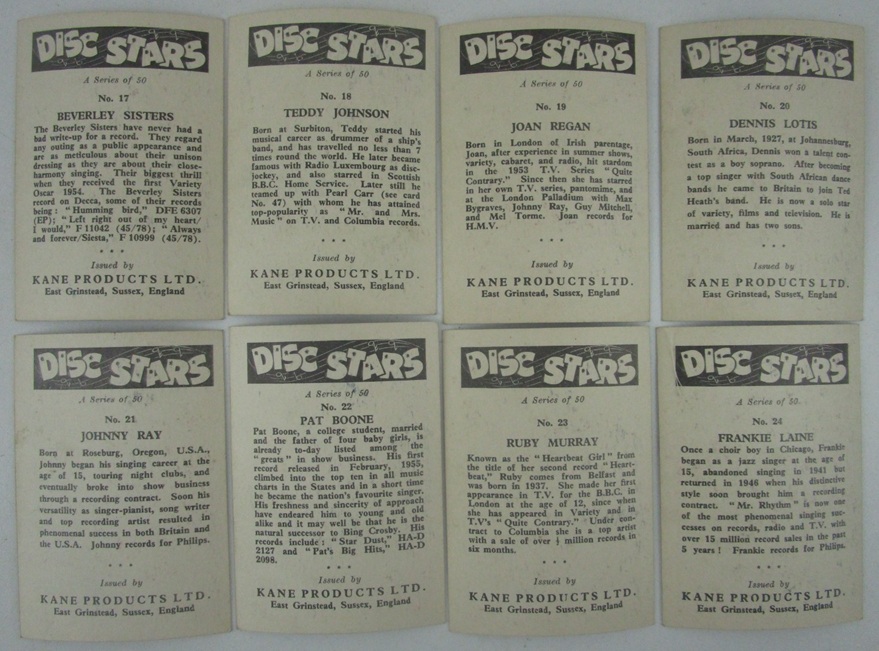 DISC STARS
A Series of 50
No. 17
BEVERLEY SISTERS
The Beverley Sisters have never had a
bad write-up for a record. They regard
any outing as a public appearance and
are as meticulous about their unison
dressing as they are about their close-
harmony singing. Their biggest thrill
when they received the first Variety
Oscar 1954. The Beverley Sisters
record on Decca, some of their records
being: "Humming bird," DFE 6307
(EP); "Left right out of my heart/
I would," F 11042 (45/78); "Always
and forever/Siesta," F 10999 (45/78).
Issued by
KANE PRODUCTS LTD.
East Grinstead, Sussex, England
DISC STARS
A Series of 50
No. 18
TEDDY JOHNSON
Born at Surbiton, Teddy started his
musical career as drummer of a ship's
band, and has travelled no less than 7
times round the world. He later became
famous with Radio Luxembourg as disc-
jockey, and also starred in Scottish
B.B.C. Home Service. Later still he
teamed up with Pearl Carr (see card
No. 47) with whom he has attained
top-popularity as "Mr. and Mrs.
Music" on T.V. and Columbia records.
Issued by
KANE PRODUCTS LTD.
East Grinstead, Sussex, England
DISC STARS
A Series of 50
No. 19
JOAN REGAN
Born in London of Irish parentage,
Joan, after experience in summer shows,
variety, cabaret, and radio, hit stardom
in the 1953 T.V. Series "Quite
Contrary." Since then she has starred
in her own T.V. series, pantomime, and
at the London Palladium with Max
Bygraves, Johnny Ray, Guy Mitchell,
and Mel Torme. Joan records for
H.M.V.
Issued by
KANE PRODUCTS LTD.
East Grinstead, Sussex, England
DISC STARS
A Series of 50
No. 20
DENNIS LOTIS
Born in March, 1927, at Johannesburg,
South Africa, Dennis won a talent con-
test as a boy soprano. After becoming
a top singer with South African dance
bands he came to Britain to join Ted
Heath's band. He is now a solo star
of variety, films and television. He is
married and has two sons.
Issued by
KANE PRODUCTS LTD.
East Grinstead, Sussex, England
DISC STARS
A Series of 50
No. 21
JOHNNY RAY
Born at Roseburg, Oregon, U.S.A.,
Johnny began his singing career at the
age of 15, touring night clubs, and
eventually broke into show business
through a recording contract. Soon his
versatility as singer-pianist, song writer
and top recording artist resulted in
phenomenal success in both Britain and
the U.S.A. Johnny records for Philips.
Issued by
KANE PRODUCTS LTD.
East Grinstead, Sussex, England
DISC STARS
A Series of 50
No. 22
PAT BOONE
Pat Boone, a college student, married
and the father of four baby girls, is
already to-day listed among the
"greats" in show business. His first
record released in February, 1955,
climbed into the top ten in all music
charts in the States and in a short time
he became the nation's favourite singer.
His freshness and sincerity of approach
have endeared him to young and old
alike and it may well be that he is the
natural successor to Bing Crosby. His
records include: "Star Dust," HA-D
2127 and "Pat's Big Hits," HA-D
2098.
Issued by
KANE PRODUCTS LTD.
East Grinstead, Sussex, England
DISC STARS
A Series of 50
No. 23
RUBY MURRAY
Known as the "Heartbeat Girl" from
the title of her second record "Heart-
beat," Ruby comes from Belfast and
was born in 1937. She made her first
appearance in T.V. for the B.B.C. in
London at the age of 12, since when
she has appeared in Variety and in
T.V's "Quite Contrary." Under con-
tract to Columbia she is a top artist
with a sale of over ½ million records in
six months.
Issued by
KANE PRODUCTS LTD.
East Grinstead, Sussex, England
DISC STARS
A Series of 50
No. 24
FRANKIE LAINE
Once a choir boy in Chicago, Frankie
began as a jazz singer at the age of
15, abandoned singing in 1941 but
returned in 1946 when his distinctive
style soon brought him a recording
contract. "Mr. Rhythm" is now one
of the most phenomenal singing suc-
cesses on records, radio and T.V. with
over 15 million record sales in the past
5 years! Frankie records for Philips.
Issued by
KANE PRODUCTS LTD.
East Grinstead, Sussex, England